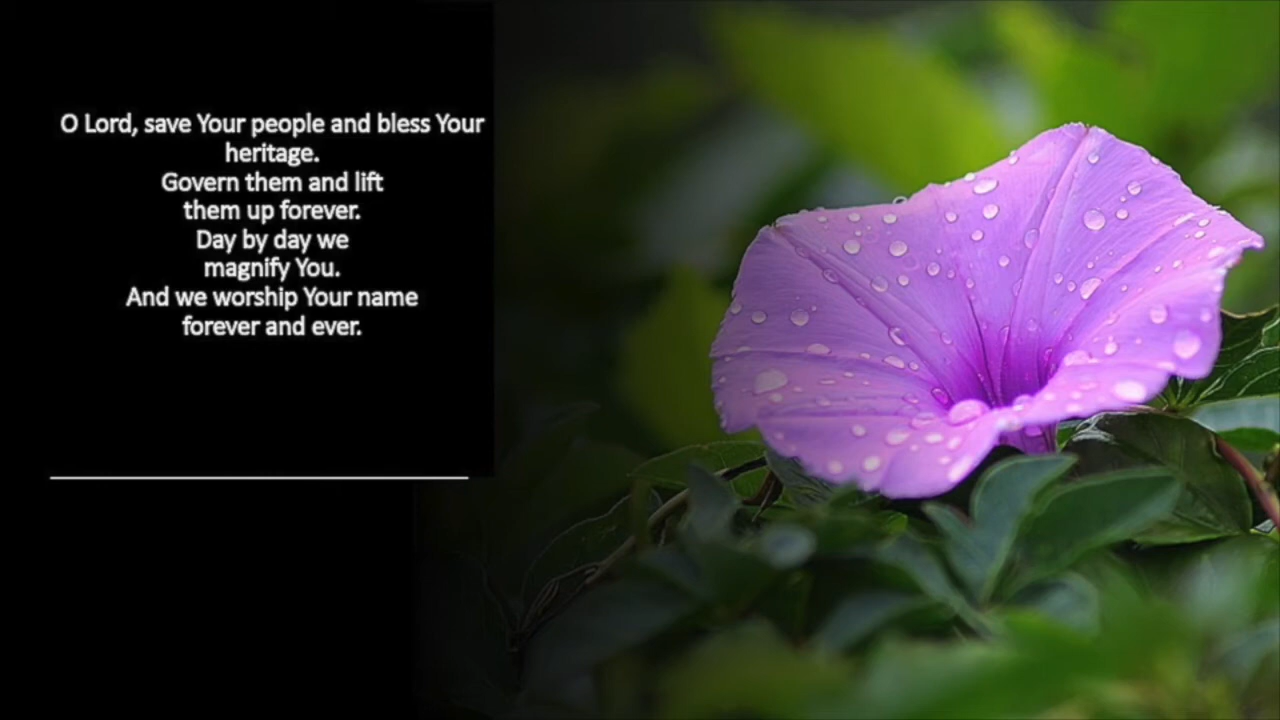 O Lord, save Your people and bless Your
heritage.
Govern them and lift
them up forever.
Day by day we
magnify You.
And we worship Your name
forever and ever.